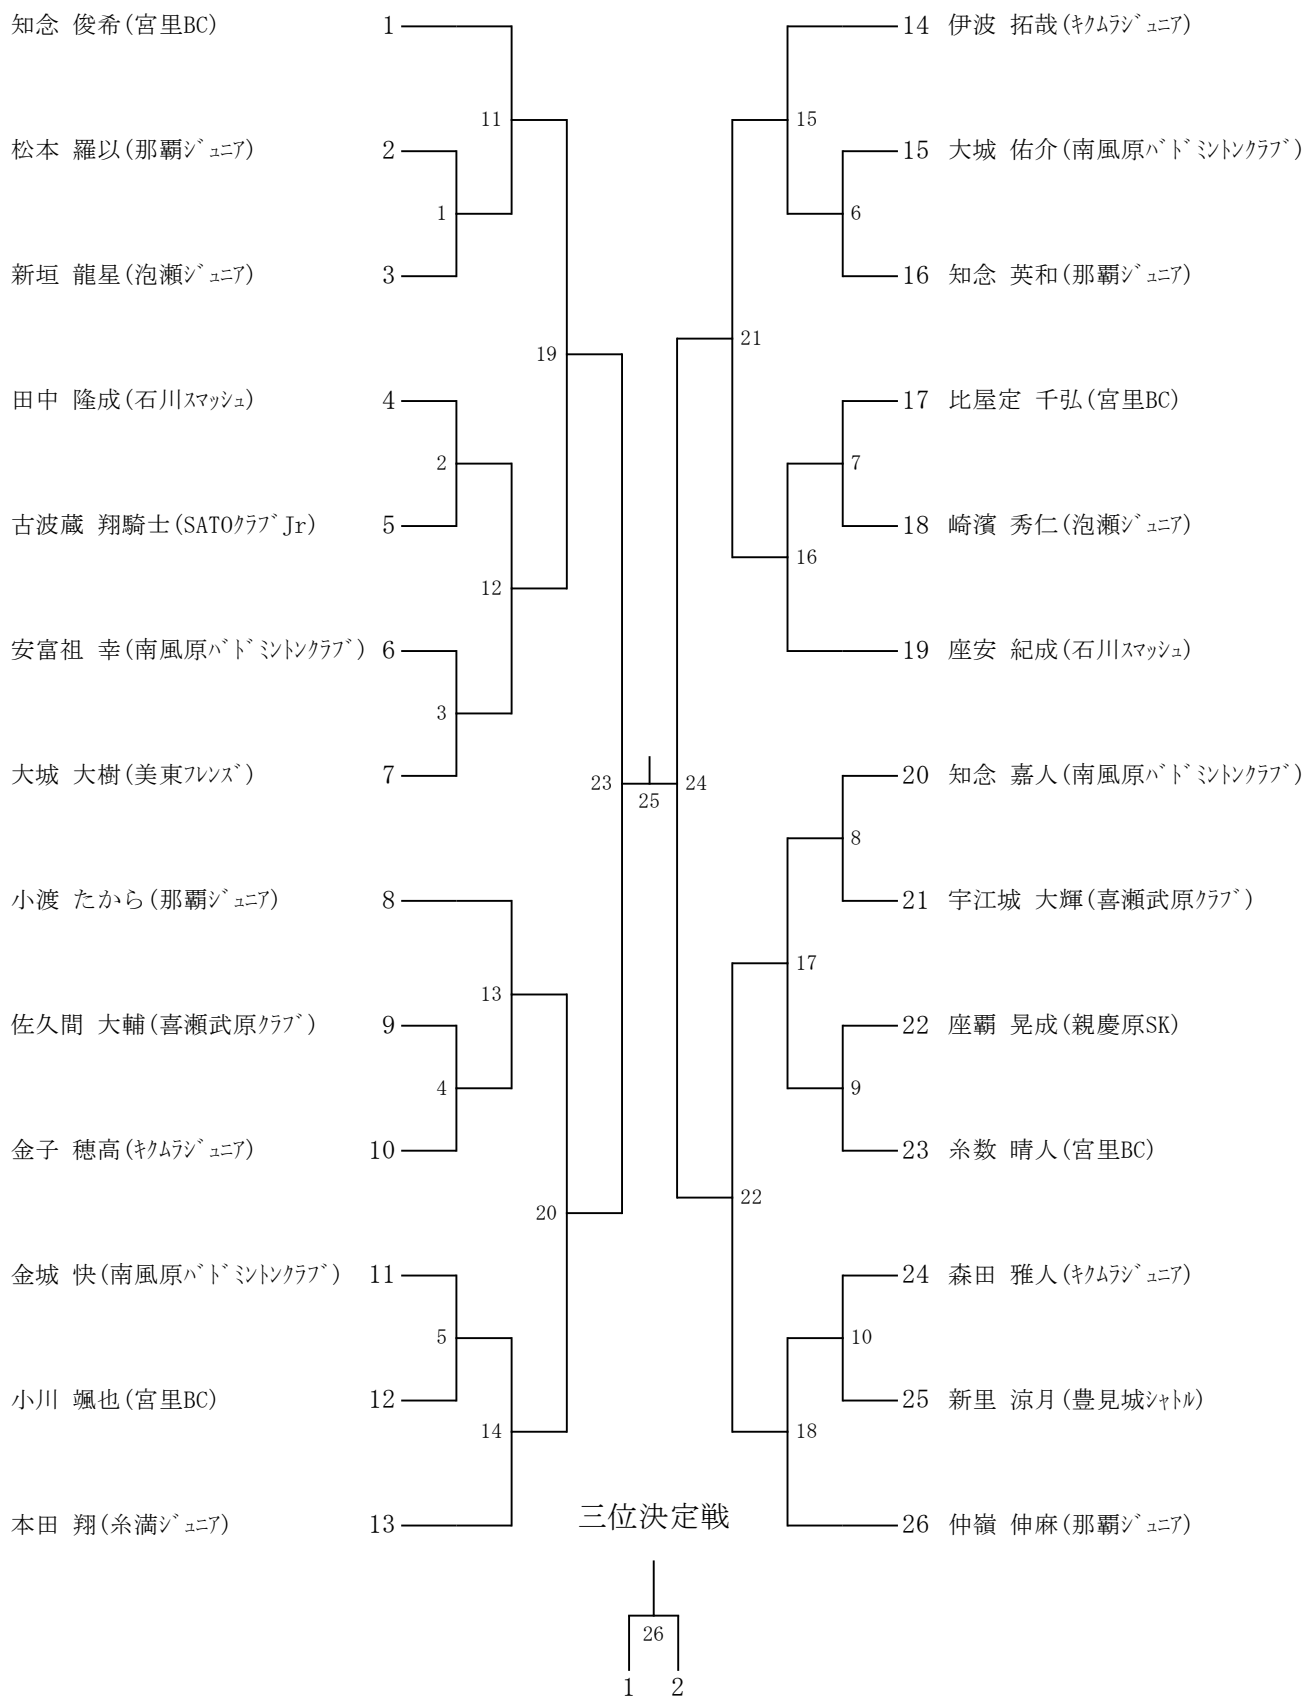 知念 俊希(宮里BC) 1
11
松本 羅以(那覇ｼﾞｭﾆｱ) 2
1
新垣 龍星(泡瀬ｼﾞｭﾆｱ) 3
19
田中 隆成(石川ｽﾏｯｼｭ) 4
2
古波蔵 翔騎士(SATOｸﾗﾌﾞJr) 5
12
安富祖 幸(南風原ﾊﾞﾄﾞﾐﾝﾄﾝｸﾗﾌﾞ) 6
3
大城 大樹(美東ﾌﾚﾝｽﾞ) 7
23
小渡 たから(那覇ｼﾞｭﾆｱ) 8
13
佐久間 大輔(喜瀬武原ｸﾗﾌﾞ) 9
4
金子 穂高(ｷｸﾑﾗｼﾞｭﾆｱ) 10
20
金城 快(南風原ﾊﾞﾄﾞﾐﾝﾄﾝｸﾗﾌﾞ) 11
5
小川 颯也(宮里BC) 12
14
本田 翔(糸満ｼﾞｭﾆｱ) 13
25
14 伊波 拓哉(ｷｸﾑﾗｼﾞｭﾆｱ)
15
15 大城 佑介(南風原ﾊﾞﾄﾞﾐﾝﾄﾝｸﾗﾌﾞ)
6
16 知念 英和(那覇ｼﾞｭﾆｱ)
21
17 比屋定 千弘(宮里BC)
7
18 崎濱 秀仁(泡瀬ｼﾞｭﾆｱ)
16
19 座安 紀成(石川ｽﾏｯｼｭ)
24
20 知念 嘉人(南風原ﾊﾞﾄﾞﾐﾝﾄﾝｸﾗﾌﾞ)
8
21 宇江城 大輝(喜瀬武原ｸﾗﾌﾞ)
17
22 座覇 晃成(親慶原SK)
9
23 糸数 晴人(宮里BC)
22
24 森田 雅人(ｷｸﾑﾗｼﾞｭﾆｱ)
10
25 新里 涼月(豊見城ｼｬﾄﾙ)
18
26 仲嶺 伸麻(那覇ｼﾞｭﾆｱ)
三位決定戦
26
1 2